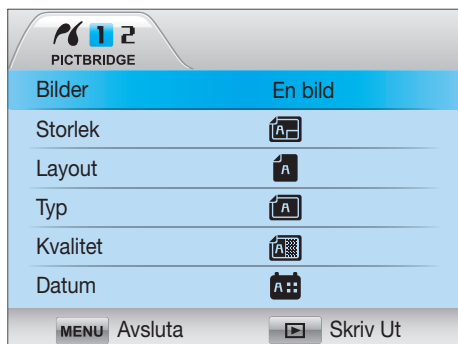 1 2
PICTBRIDGE
Bilder En bild
Storlek A
Layout A
Typ A
Kvalitet A
Datum A
MENU Avsluta Skriv Ut